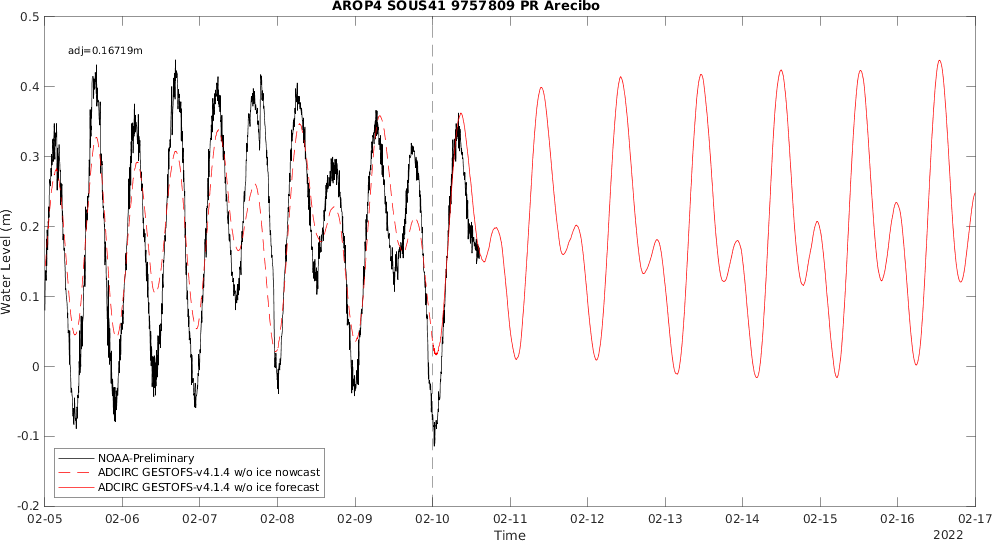 AROP4 SOUS41 9757809 PR Arecibo
adj=0.16719m
0.5
0.4
0.3
0.2
0.1
0
-0.1
-0.2
Water Level (m)
NOAA-Preliminary
ADCIRC GESTOFS-v4.1.4 w/o ice nowcast
ADCIRC GESTOFS-v4.1.4 w/o ice forecast
02-05 02-06 02-07 02-08 02-09 02-10 02-11 02-12 02-13 02-14 02-15 02-16 02-17
Time
2022